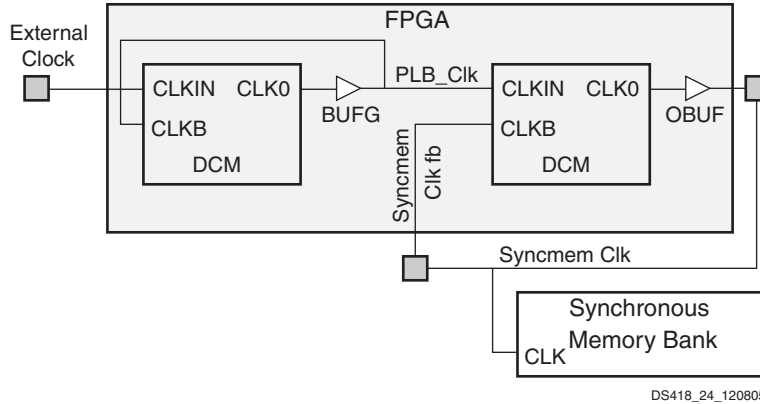 FPGA
External
Clock
CLKIN CLK0
CLKB
DCM
BUFG
PLB_Clk
CLKIN CLK0
CLKB
DCM
OBUF
Syncmem
Clk fb
Syncmem Clk
Synchronous
Memory Bank
CLK
DS418_24_120805